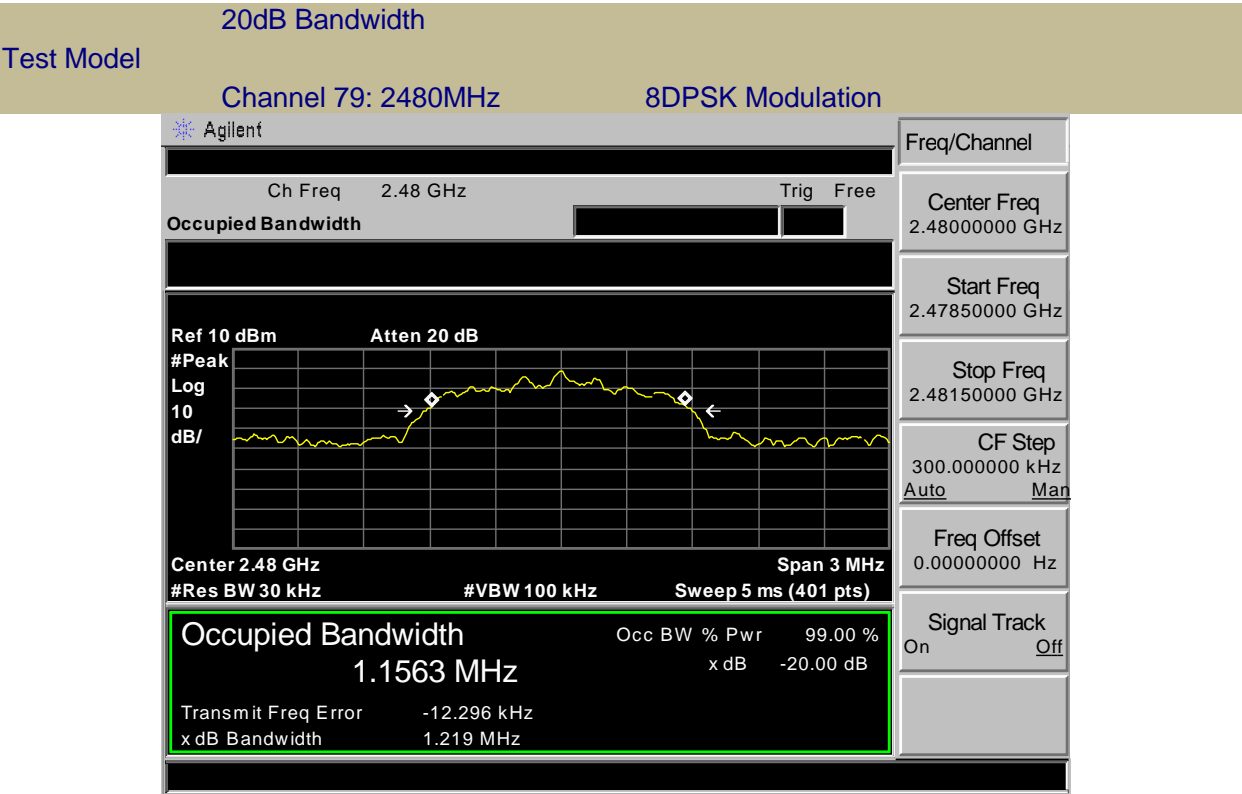 20dB Bandwidth
Test Model
Channel 79: 2480MHz 8DPSK Modulation
Agilent
Freq/Channel
Ch Freq 2.48 GHz Trig Free
Occupied Bandwidth
Center Freq
2.48000000 GHz
Start Freq
2.47850000 GHz
Stop Freq
2.48150000 GHz
CF Step
300.000000 kHz
Auto Man
Freq Offset
0.00000000 Hz
Signal Track
On Off
Ref 10 dBm Atten 20 dB
#Peak
Log
10
dB/
Center 2.48 GHz Span 3 MHz
#Res BW 30 kHz #VBW 100 kHz Sweep 5 ms (401 pts)
Occupied Bandwidth
1.1563 MHz
Occ BW % Pwr 99.00 %
x dB -20.00 dB
Transmit Freq Error -12.296 kHz
x dB Bandwidth 1.219 MHz